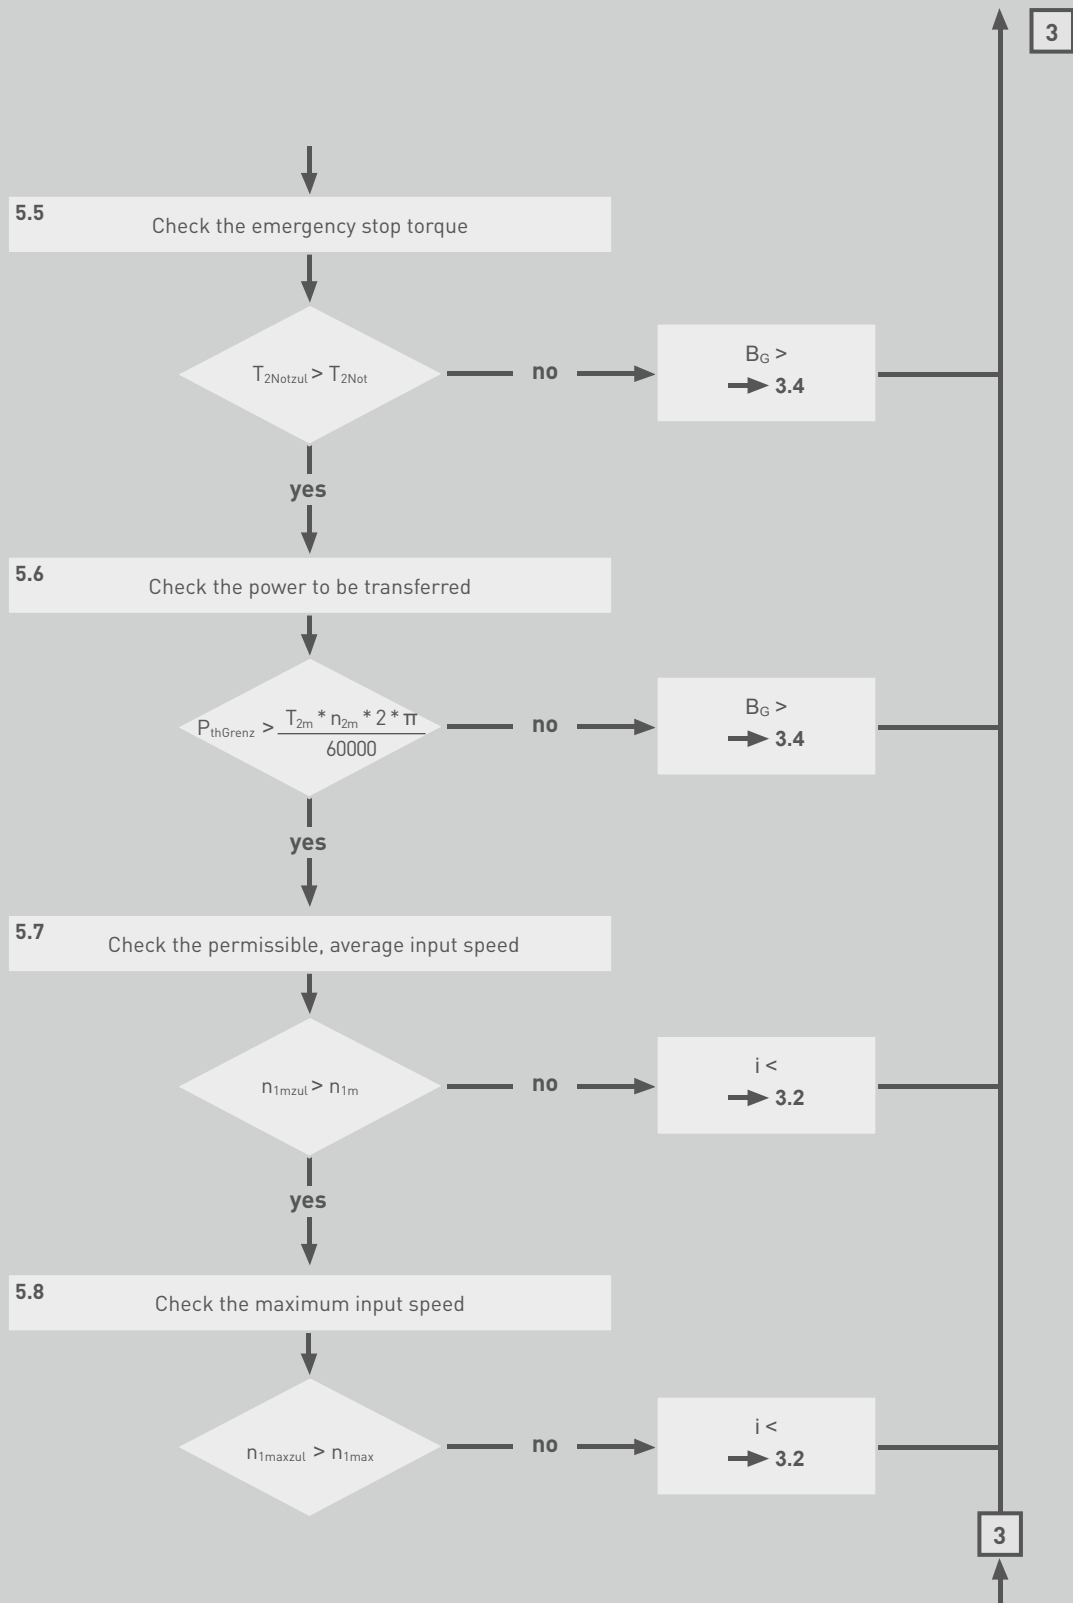 3
5.5
Check the emergency stop torque
T2Notzul > T2Not
no
BG >
3.4
yes
5.6
Check the power to be transferred
PthGrenz > T2m * n2m * 2 * π
60000
no
BG >
3.4
yes
5.7
Check the permissible, average input speed
n1mzul > n1m
no
i <
3.2
yes
5.8
Check the maximum input speed
n1maxzul > n1max
no
i <
3.2
3